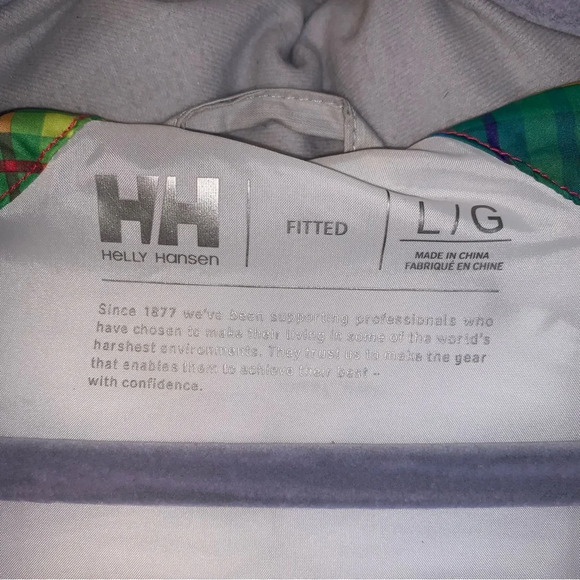 HH
HELLY HANSEN
FITTED
L/G
MADE IN CHINA
FABRIQUÉ EN CHINE
Since 1877 we've been supporting professionals who
have chosen to make their living in some of the world's
harshest environments. They trust us to make the gear
that enables them to achieve their best -
with confidence.